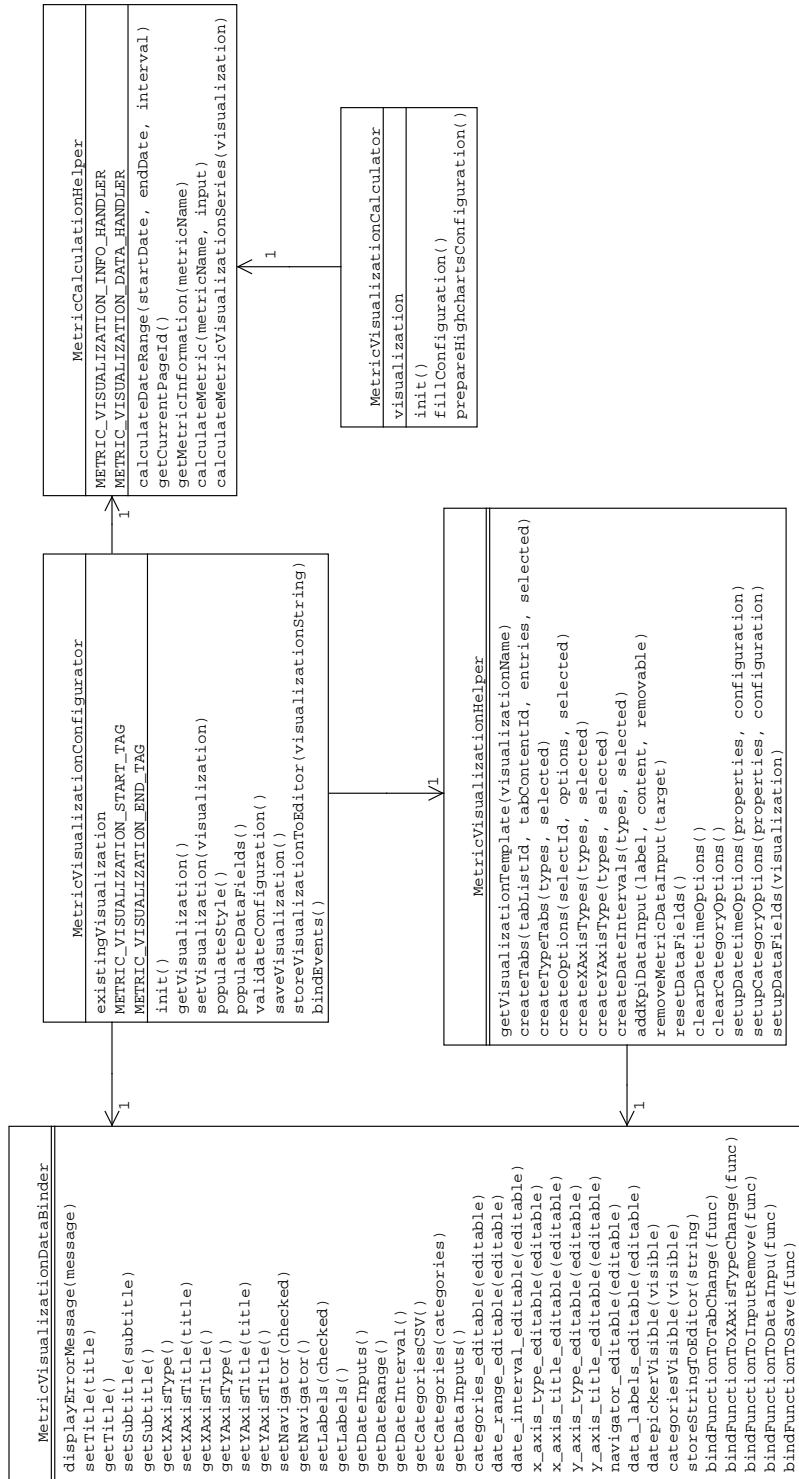 MetricVisualizationDataBinder
displayErrorMessage(message)
setTitle(title)
getTitle()
setSubtitle(subtitle)
getSubtitle()
getXAxisType()
setXAxisTitle(title)
getXAxisTitle()
getYAxisType()
setYAxisTitle(title)
getYAxisTitle()
setNavigator(checked)
getNavigator()
setLabels(checked)
getLabels()
getDataInputs()
getDateRange()
getDateInterval()
getCategoriesCSV()
setCategories(categories)
getDataInputs()
categories_editable(editable)
date_range_editable(editable)
date_interval_editable(editable)
x_axis_type_editable(editable)
x_axis_title_editable(editable)
y_axis_type_editable(editable)
y_axis_title_editable(editable)
navigator_editable(editable)
data_labels_editable(editable)
datepickerVisible(visible)
categoriesVisible(visible)
storeStringToEditor(string)
bindFunctionToTabChange(func)
bindFunctionToXAxisTypeChange(func)
bindFunctionToInputRemove(func)
bindFunctionToDataInpu(func)
bindFunctionToSave(func)
1
1
MetricVisualizationConfigurator
existingVisualization
METRIC_VISUALIZATION_START_TAG
METRIC_VISUALIZATION_END_TAG
init()
getVisualization()
setVisualization(visualization)
populateStyle()
populateDataFields()
validateConfiguration()
saveVisualization()
storeVisualizationToEditor(visualizationString)
bindEvents()
1
MetricVisualizationHelper
getVisualizationTemplate(visualizationName)
createTabs(tabListId, tabContentId, entries, selected)
createTypeTabs(types, selected)
createOptions(selectId, options, selected)
createXAxisTypes(types, selected)
createYAxisType(types, selected)
createDateIntervals(types, selected)
addKpiDataInput(label, content, removable)
removeMetricDataInput(target)
resetDataFields()
clearDatetimeOptions()
clearCategoryOptions()
setupDatetimeOptions(properties, configuration)
setupCategoryOptions(properties, configuration)
setupDataFields(visualization)
1
MetricCalculationHelper
METRIC_VISUALIZATION_INFO_HANDLER
METRIC_VISUALIZATION_DATA_HANDLER
calculateDateRange(startDate, endDate, interval)
getCurrentPageId()
getMetricInformation(metricName)
calculateMetric(metricName, input)
calculateMetricVisualizationSeries(visualization)
1
MetricVisualizationCalculator
visualization
init()
fillConfiguration()
prepareHighchartsConfiguration()